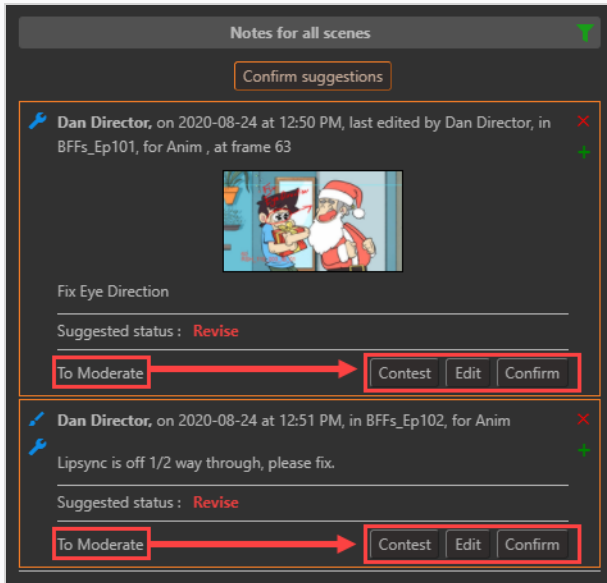 Notes for all scenes
Confirm suggestions
Dan Director, on 2020-08-24 at 12:50 PM, last edited by Dan Director, in
BFFs_Ep101, for Anim , at frame 63
Fix Eye Direction
Suggested status : Revise
To Moderate Contest Edit Confirm
Dan Director, on 2020-08-24 at 12:51 PM, in BFFs_Ep102, for Anim
Lipsync is off 1/2 way through, please fix.
Suggested status : Revise
To Moderate Contest Edit Confirm